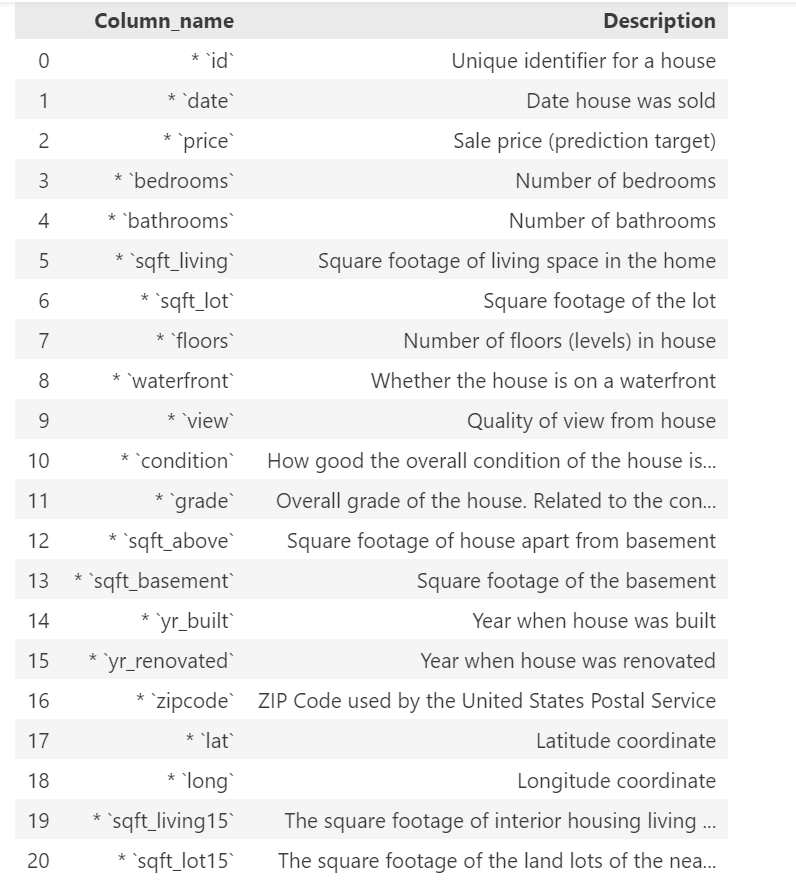 Column_name Description
0 * `id` Unique identifier for a house
1 * `date` Date house was sold
2 * `price` Sale price (prediction target)
3 * `bedrooms` Number of bedrooms
4 * `bathrooms` Number of bathrooms
5 * `sqft_living` Square footage of living space in the home
6 * `sqft_lot` Square footage of the lot
7 * `floors` Number of floors (levels) in house
8 * `waterfront` Whether the house is on a waterfront
9 * `view` Quality of view from house
10 * `condition` How good the overall condition of the house is...
11 * `grade` Overall grade of the house. Related to the con...
12 * `sqft_above` Square footage of house apart from basement
13 * `sqft_basement` Square footage of the basement
14 * `yr_built` Year when house was built
15 * `yr_renovated` Year when house was renovated
16 * `zipcode` ZIP Code used by the United States Postal Service
17 * `lat` Latitude coordinate
18 * `long` Longitude coordinate
19 * `sqft_living15` The square footage of interior housing living ...
20 * `sqft_lot15` The square footage of the land lots of the nea...